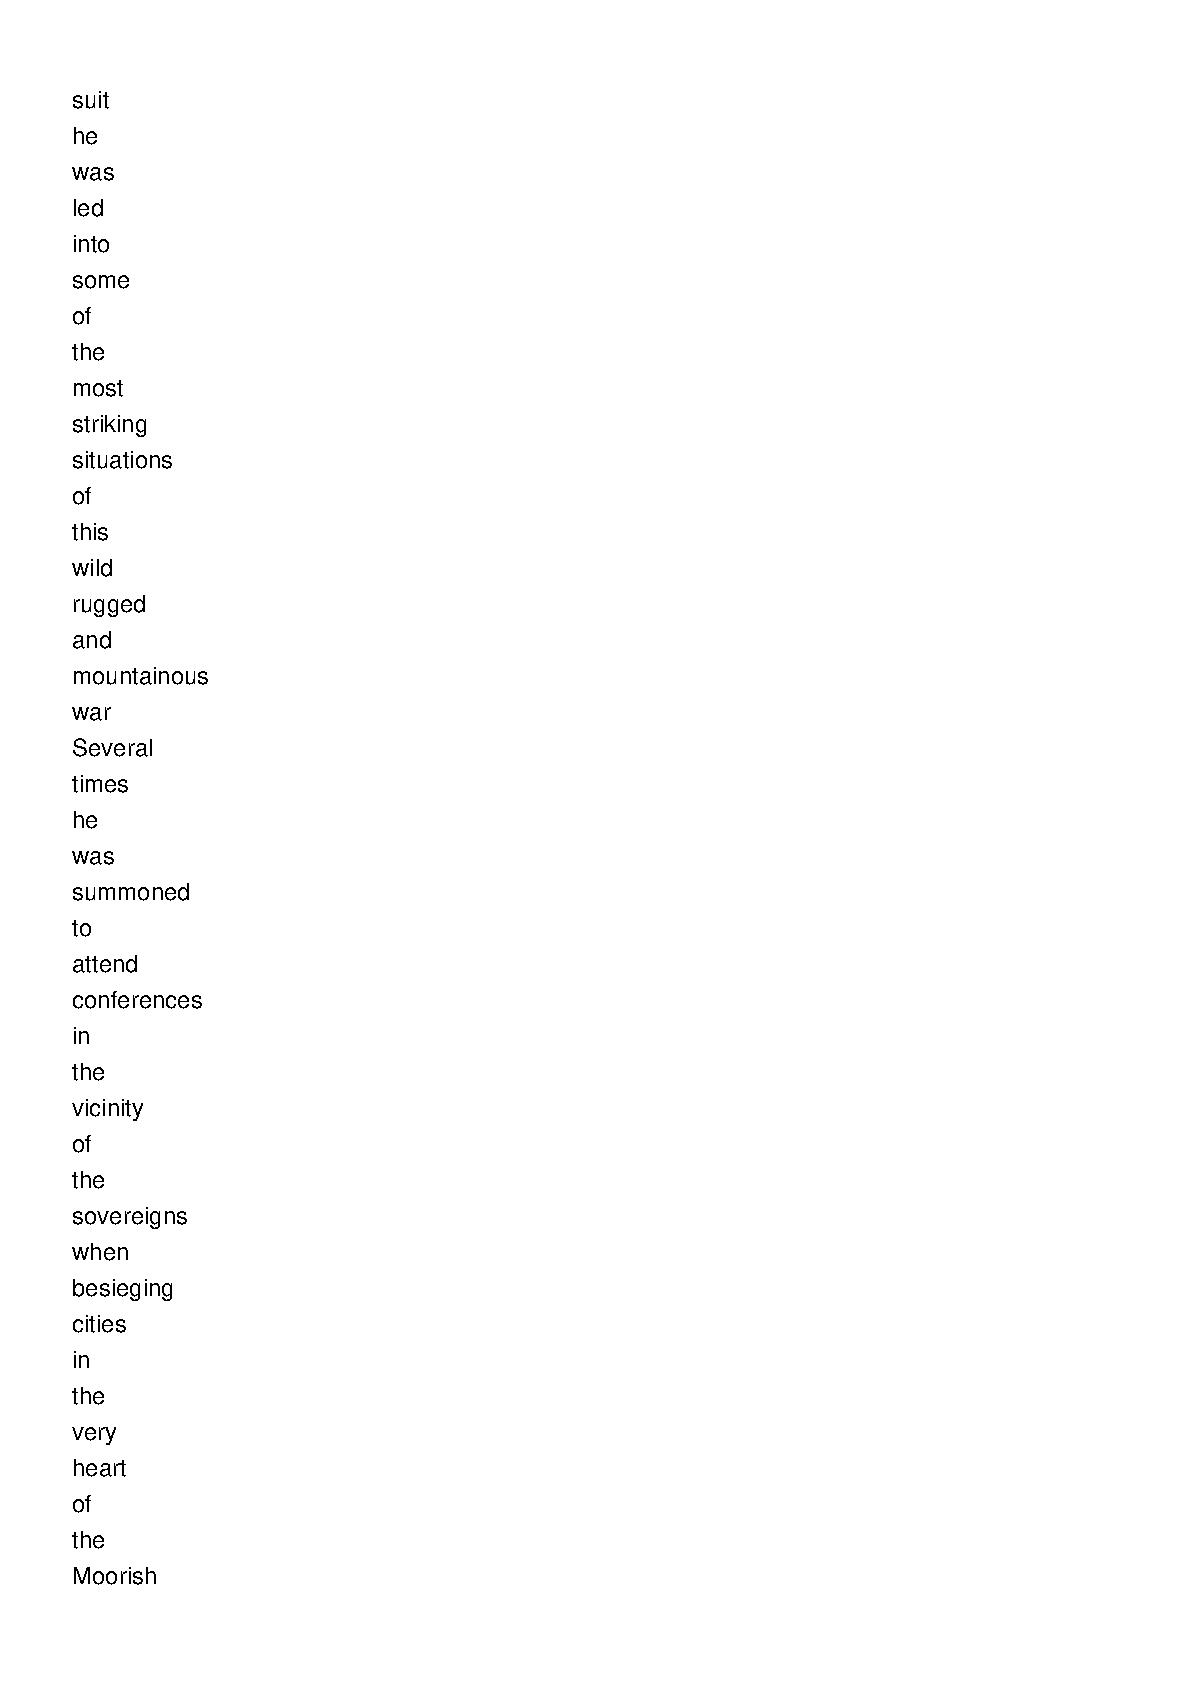 suit
he
was
led
into
some
of
the
most
striking
situations
of
this
wild
rugged
and
mountainous
war
Several
times
he
was
summoned
to
attend
conferences
in
the
vicinity
of
the
sovereigns
when
besieging
cities
in
the
very
heart
of
the
Moorish